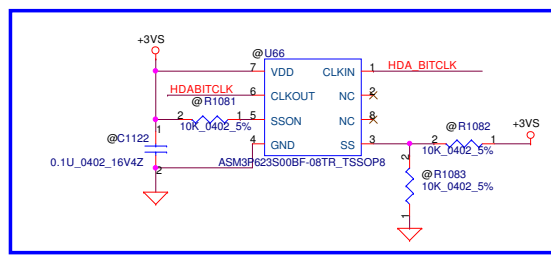 +3VS
@U66
7 VDD CLKIN 1 HDA_BITCLK
HDABITCLK 6 CLKOUT NC 2
@R1081
2 1 5 SSON NC 8
10K_0402_5%
@C1122 1
0.1U_0402_16V4Z 2
4 GND SS 3
ASM3P623S00BF-08TR_TSSOP8
@R1082 +3VS
2 1
10K_0402_5%
2 @R1083
10K_0402_5%
1